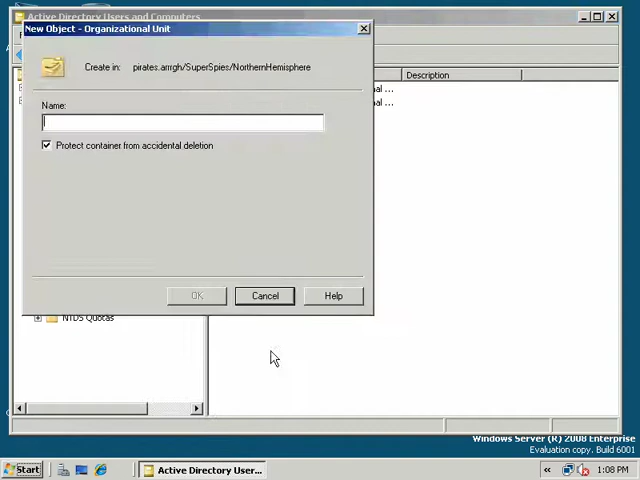 Active Directory Users and Computers
New Object - Organizational Unit
Create in: pirates.arrrgh/SuperSpies/NorthernHemisphere
Name:
Protect container from accidental deletion
OK
Cancel
Help
Description
al ...
al ...
NTDS Quotas
Windows Server (R) 2008 Enterprise
Evaluation copy. Build 6001
Start
Active Directory User...
«
1:08 PM